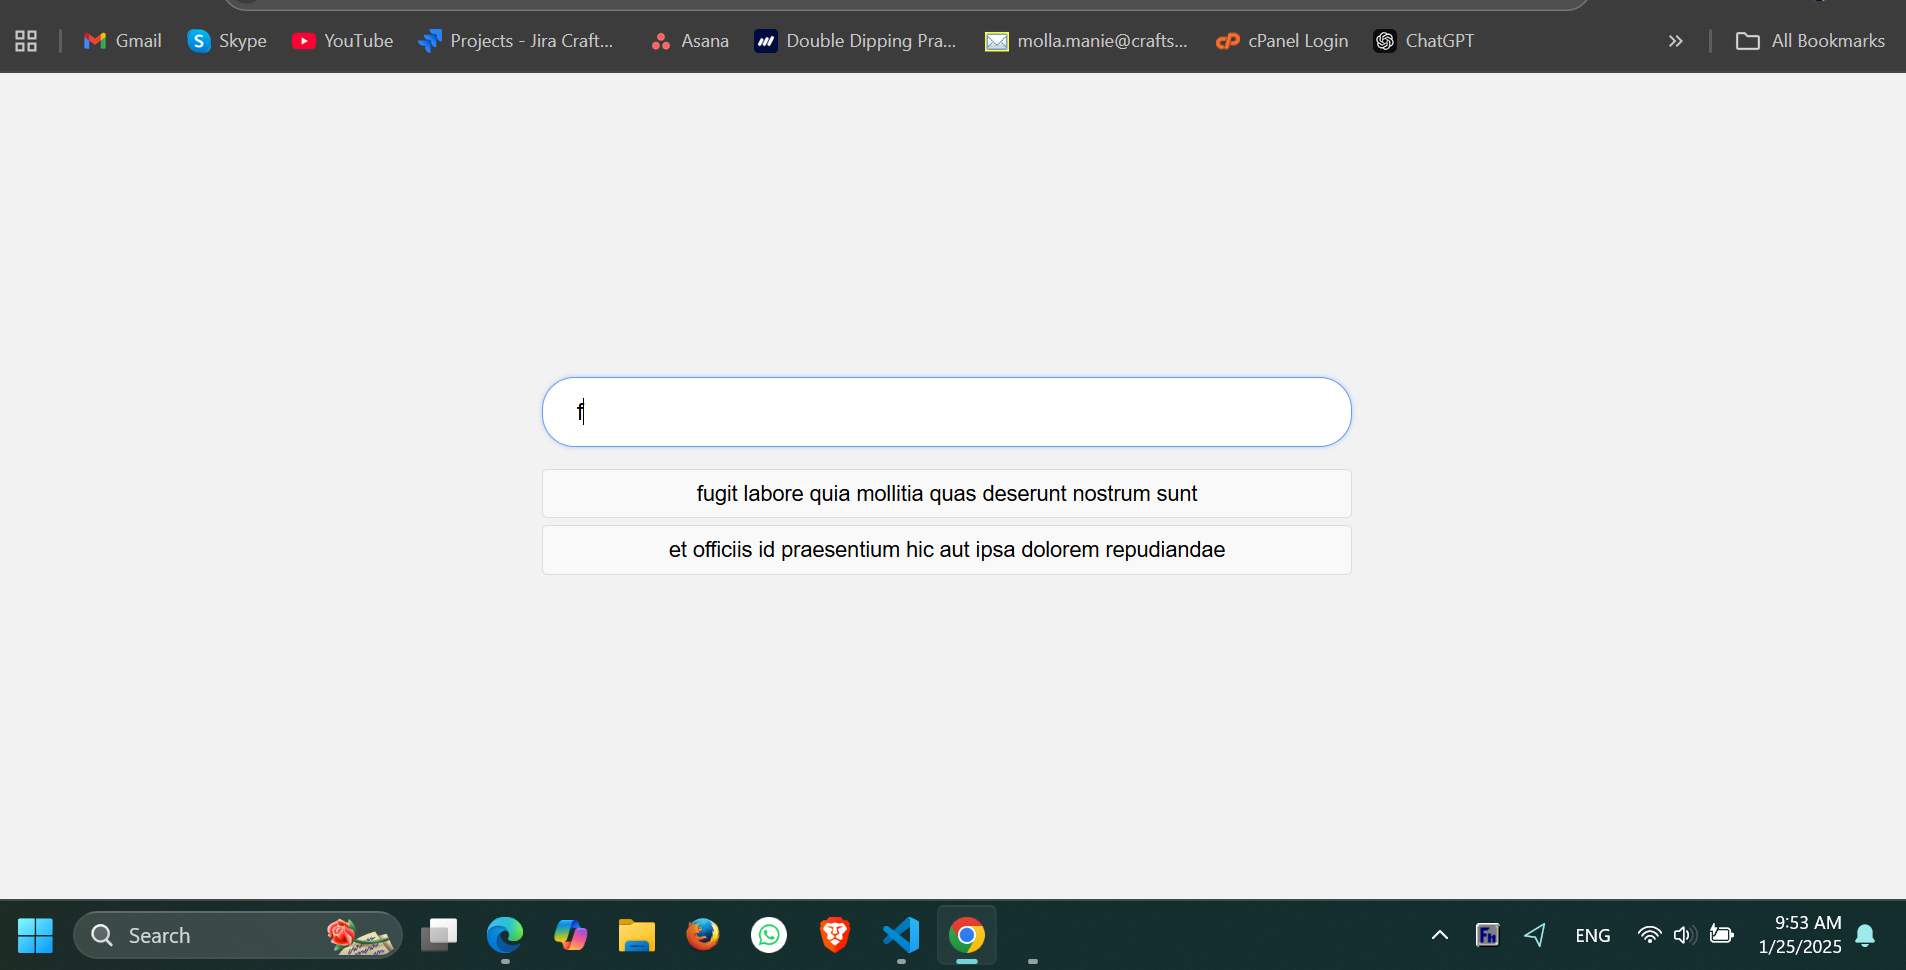 Gmail
Skype
YouTube
Projects - Jira Craft...
Asana
Double Dipping Pra...
molla.manie@crafts...
cPanel Login
ChatGPT
All Bookmarks
f
fugit labore quia mollitia quas deserunt nostrum sunt
et officiis id praesentium hic aut ipsa dolorem repudiandae
Search
ENG
9:53 AM
1/25/2025